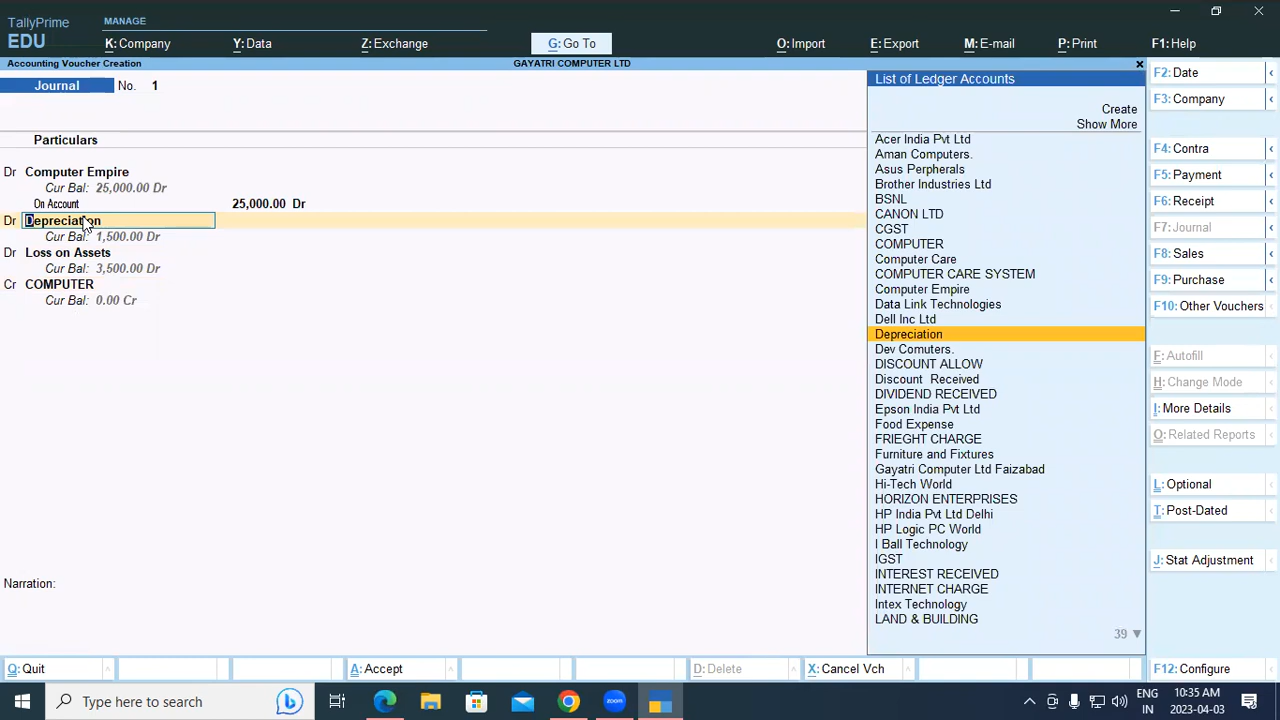 TallyPrime
EDU
MANAGE
K: Company
Y: Data
Z: Exchange
G: Go To
O: Import
E: Export
M: E-mail
P: Print
F1: Help
Accounting Voucher Creation
GAYATRI COMPUTER LTD
Journal No. 1
Particulars
Dr Computer Empire
Cur Bal: 25,000.00 Dr
On Account 25,000.00 Dr
Dr Depreciation
Cur Bal: 1,500.00 Dr
Dr Loss on Assets
Cur Bal: 3,500.00 Dr
Cr COMPUTER
Cur Bal: 0.00 Cr
Narration:
List of Ledger Accounts
Create
Show More
Acer India Pvt Ltd
Aman Computers.
Asus Perpherals
Brother Industries Ltd
BSNL
CANON LTD
CGST
COMPUTER
Computer Care
COMPUTER CARE SYSTEM
Computer Empire
Data Link Technologies
Dell Inc Ltd
Depreciation
Dev Comuters.
DISCOUNT ALLOW
Discount Received
DIVIDEND RECEIVED
Epson India Pvt Ltd
Food Expense
FRIEGHT CHARGE
Furniture and Fixtures
Gayatri Computer Ltd Faizabad
Hi-Tech World
HORIZON ENTERPRISES
HP India Pvt Ltd Delhi
HP Logic PC World
I Ball Technology
IGST
INTEREST RECEIVED
INTERNET CHARGE
Intex Technology
LAND & BUILDING
39 ▼
F2: Date
F3: Company
F4: Contra
F5: Payment
F6: Receipt
F7: Journal
F8: Sales
F9: Purchase
F10: Other Vouchers
F: Autofill
H: Change Mode
I: More Details
O: Related Reports
L: Optional
T: Post-Dated
J: Stat Adjustment
Q: Quit
A: Accept
D: Delete
X: Cancel Vch
F12: Configure
Type here to search
zoom
ENG
IN
10:35 AM
2023-04-03